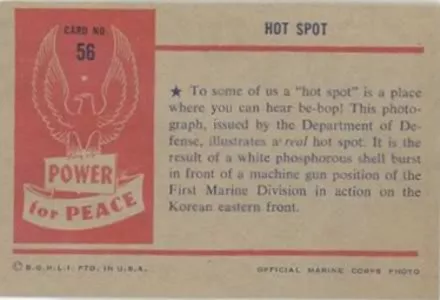 CARD NO.
56
POWER
for PEACE
HOT SPOT
★ To some of us a "hot spot" is a place
where you can hear be-bop! This photo-
graph, issued by the Department of De-
fense, illustrates a real hot spot. It is the
result of a white phosphorous shell burst
in front of a machine gun position of the
First Marine Division in action on the
Korean eastern front.
© B.G.H.L.I. PTD. IN U.S.A.
OFFICIAL MARINE CORPS PHOTO